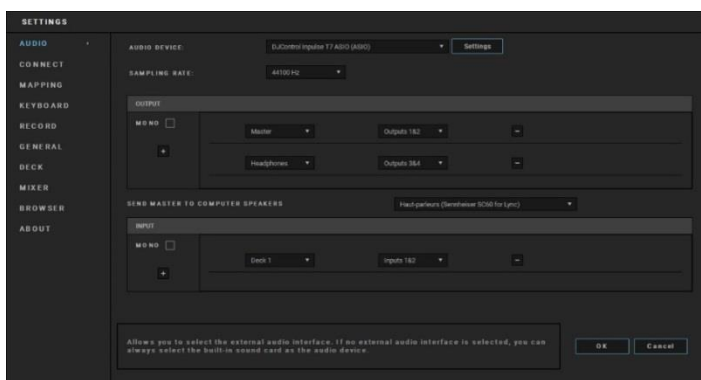 SETTINGS
AUDIO
CONNECT
MAPPING
KEYBOARD
RECORD
GENERAL
DECK
MIXER
BROWSER
ABOUT
AUDIO DEVICE: DJControl Inpulse T7 ASIO (ASIO) Settings
SAMPLING RATE: 44100 Hz
OUTPUT
MONO
Master Outputs 1&2 −
+
Headphones Outputs 3&4 −
SEND MASTER TO COMPUTER SPEAKERS Haut-parleurs (Sennheiser SC60 for Lync)
INPUT
MONO
Deck 1 Inputs 1&2 −
+
Allows you to select the external audio interface. If no external audio interface is selected, you can
always select the built-in sound card as the audio device.
OK Cancel